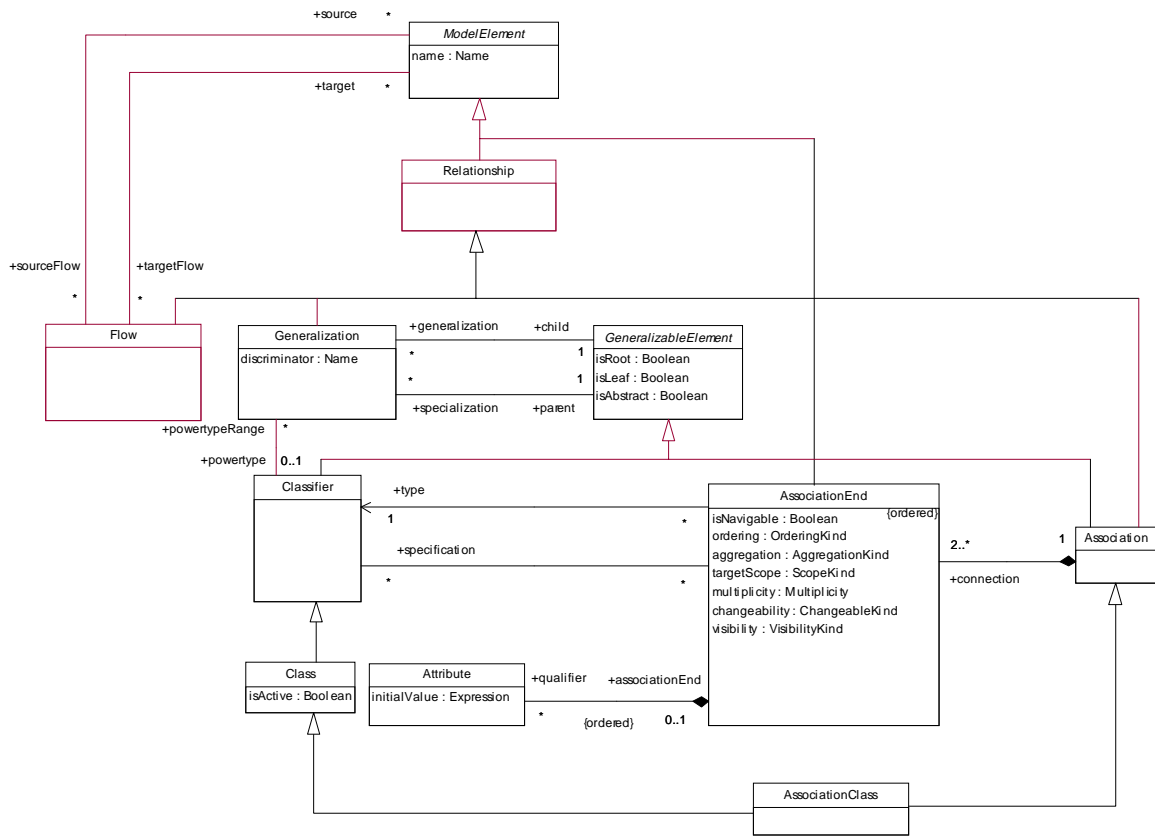 +source *
ModelElement
name : Name
+target *
Relationship
+sourceFlow
+targetFlow
* *
Flow
Generalization
discriminator : Name
+generalization +child
* 1
* 1
+specialization +parent
GeneralizableElement
isRoot : Boolean
isLeaf : Boolean
isAbstract : Boolean
+powertypeRange *
+powertype 0..1
Classifier
+type
1 *
+specification
* *
AssociationEnd
{ordered}
isNavigable : Boolean
ordering : OrderingKind
aggregation : AggregationKind
targetScope : ScopeKind
multiplicity : Multiplicity
changeability : ChangeableKind
visibility : VisibilityKind
2..* 1
+connection
Association
Class
isActive : Boolean
Attribute
initialValue : Expression
+qualifier +associationEnd
* {ordered} 0..1
AssociationClass